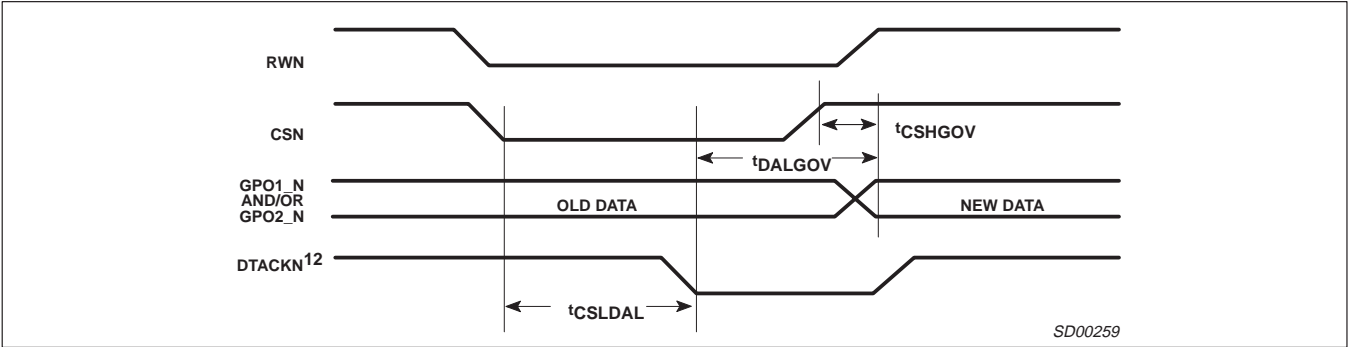 RWN
CSN
tCSHGOV
tDALGOV
GPO1_N
AND/OR
GPO2_N
OLD DATA
NEW DATA
DTACKN12
tCSLDAL
SD00259